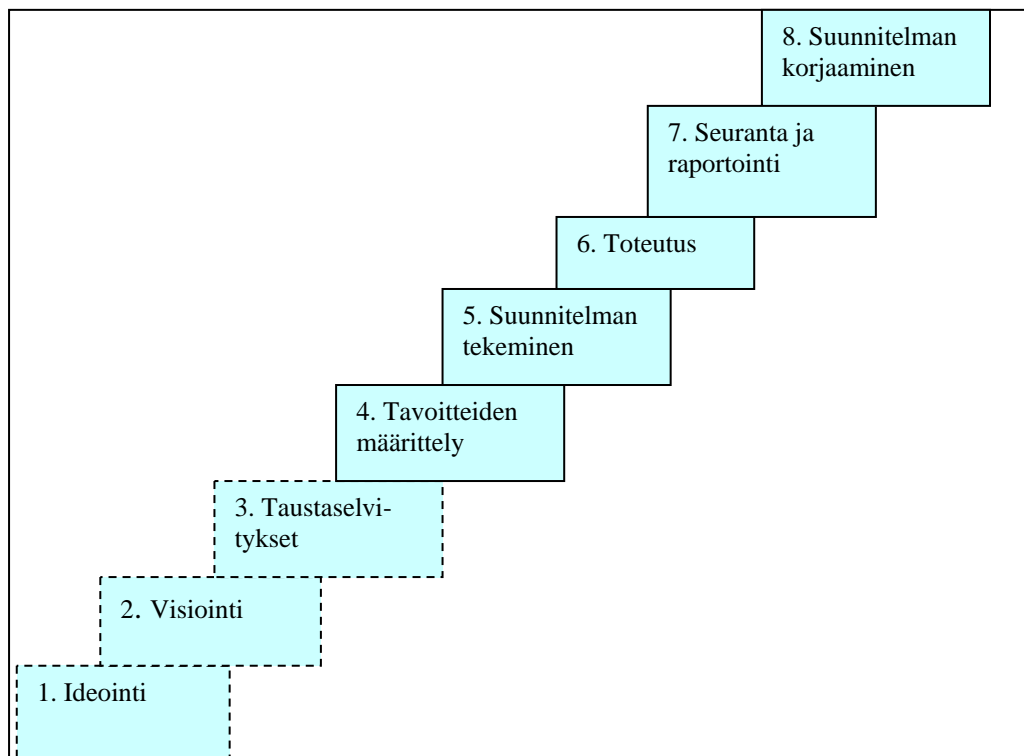 8. Suunnitelman
korjaaminen
7. Seuranta ja
raportointi
6. Toteutus
5. Suunnitelman
tekeminen
4. Tavoitteiden
määrittely
3. Taustaselvi-
tykset
2. Visiointi
1. Ideointi